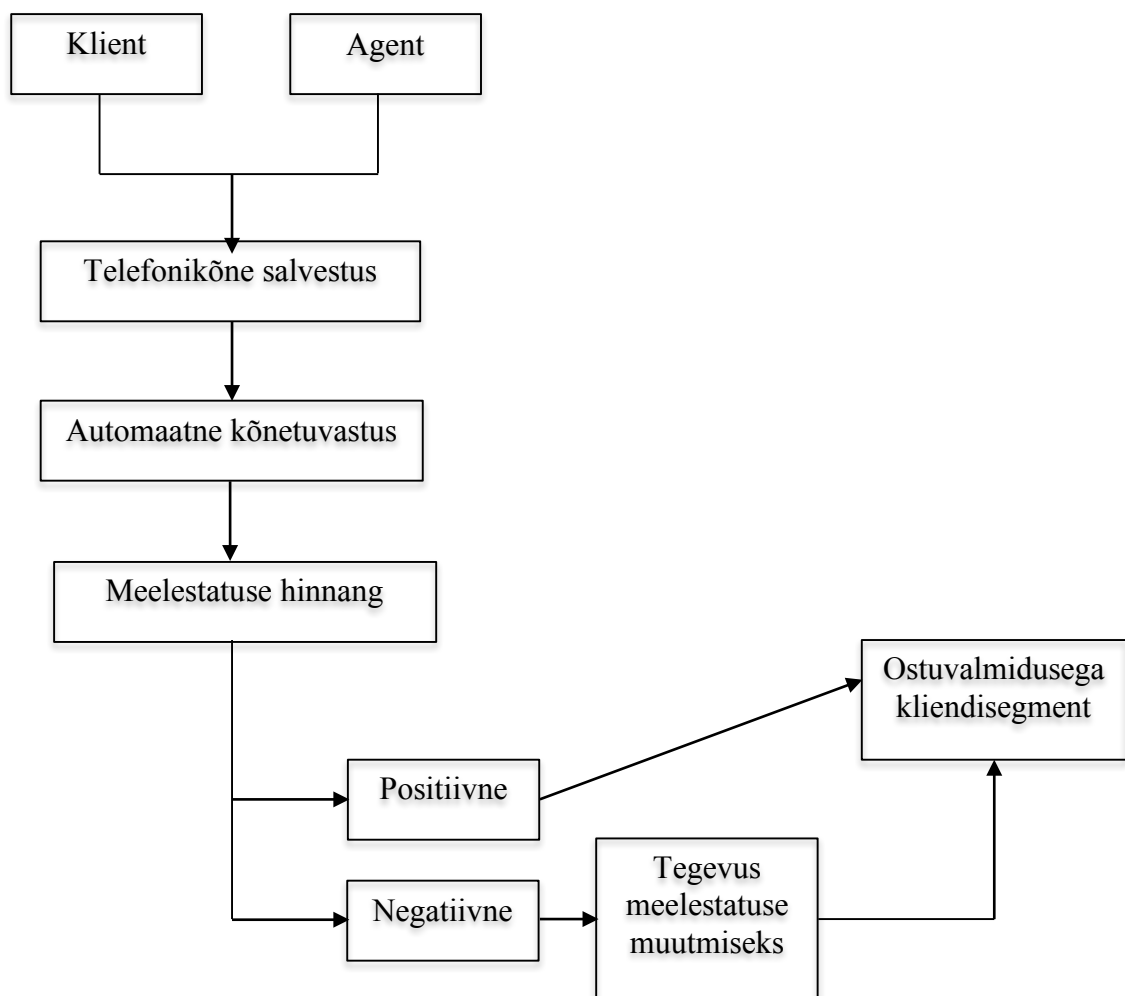 Klient
Agent
Telefonikõne salvestus
Automaatne kõnetuvastus
Meelestatuse hinnang
Ostuvalmidusega
kliendisegment
Positiivne
Negatiivne
Tegevus
meelestatuse
muutmiseks